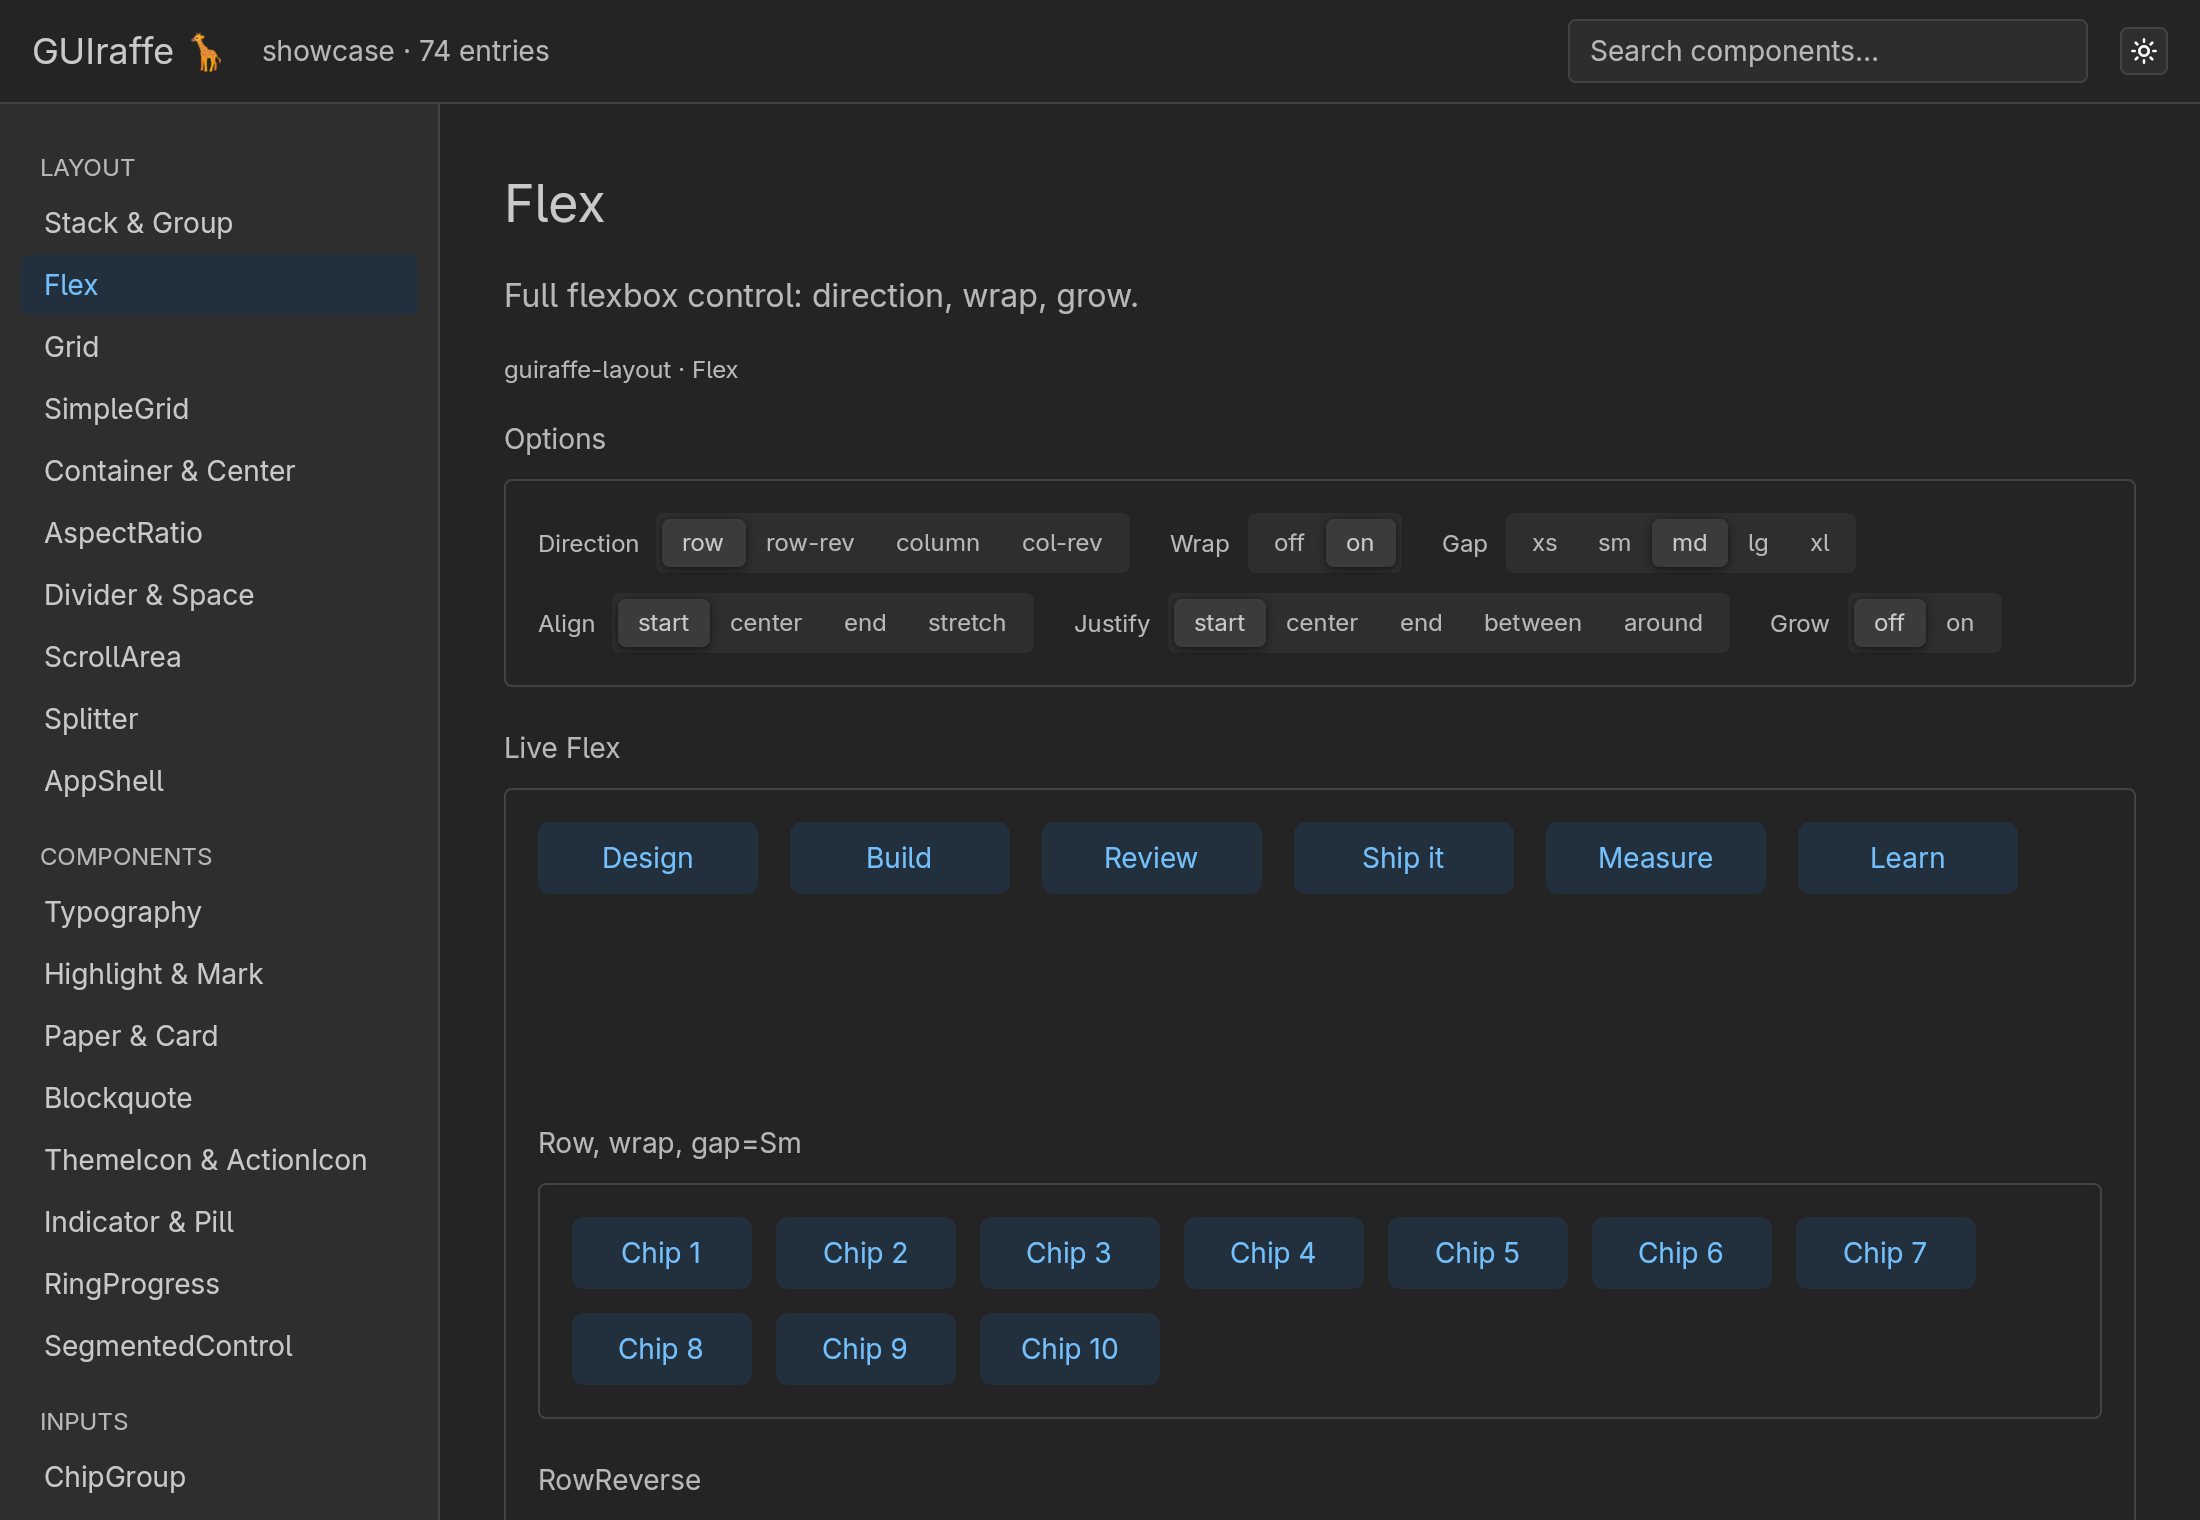 GUIraffe 🦒 showcase · 74 entries
Search components...
LAYOUT
Stack & Group
Flex
Grid
SimpleGrid
Container & Center
AspectRatio
Divider & Space
ScrollArea
Splitter
AppShell
COMPONENTS
Typography
Highlight & Mark
Paper & Card
Blockquote
ThemeIcon & ActionIcon
Indicator & Pill
RingProgress
SegmentedControl
INPUTS
ChipGroup
Flex
Full flexbox control: direction, wrap, grow.
guiraffe-layout · Flex
Options
Direction row row-rev column col-rev Wrap off on Gap xs sm md lg xl
Align start center end stretch Justify start center end between around Grow off on
Live Flex
Design Build Review Ship it Measure Learn
Row, wrap, gap=Sm
Chip 1 Chip 2 Chip 3 Chip 4 Chip 5 Chip 6 Chip 7
Chip 8 Chip 9 Chip 10
RowReverse